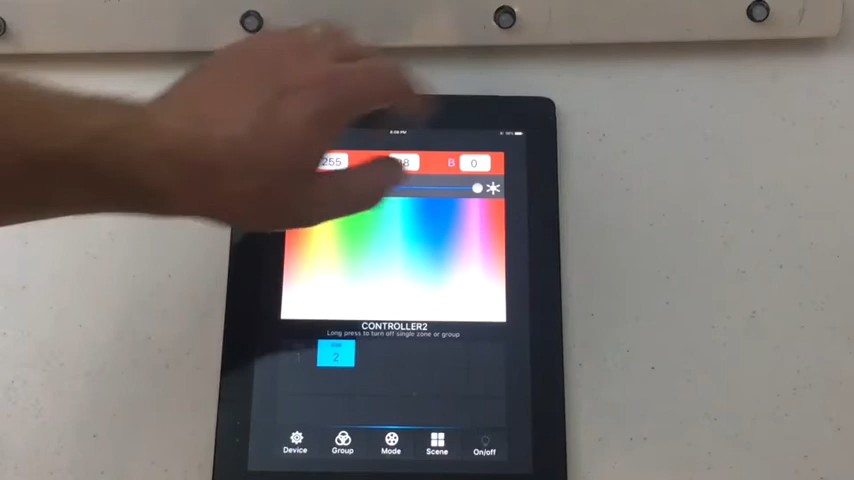 255 B 0
CONTROLLER2
Long press to turn off single zone or group
2
Device Group Mode Scene On/off